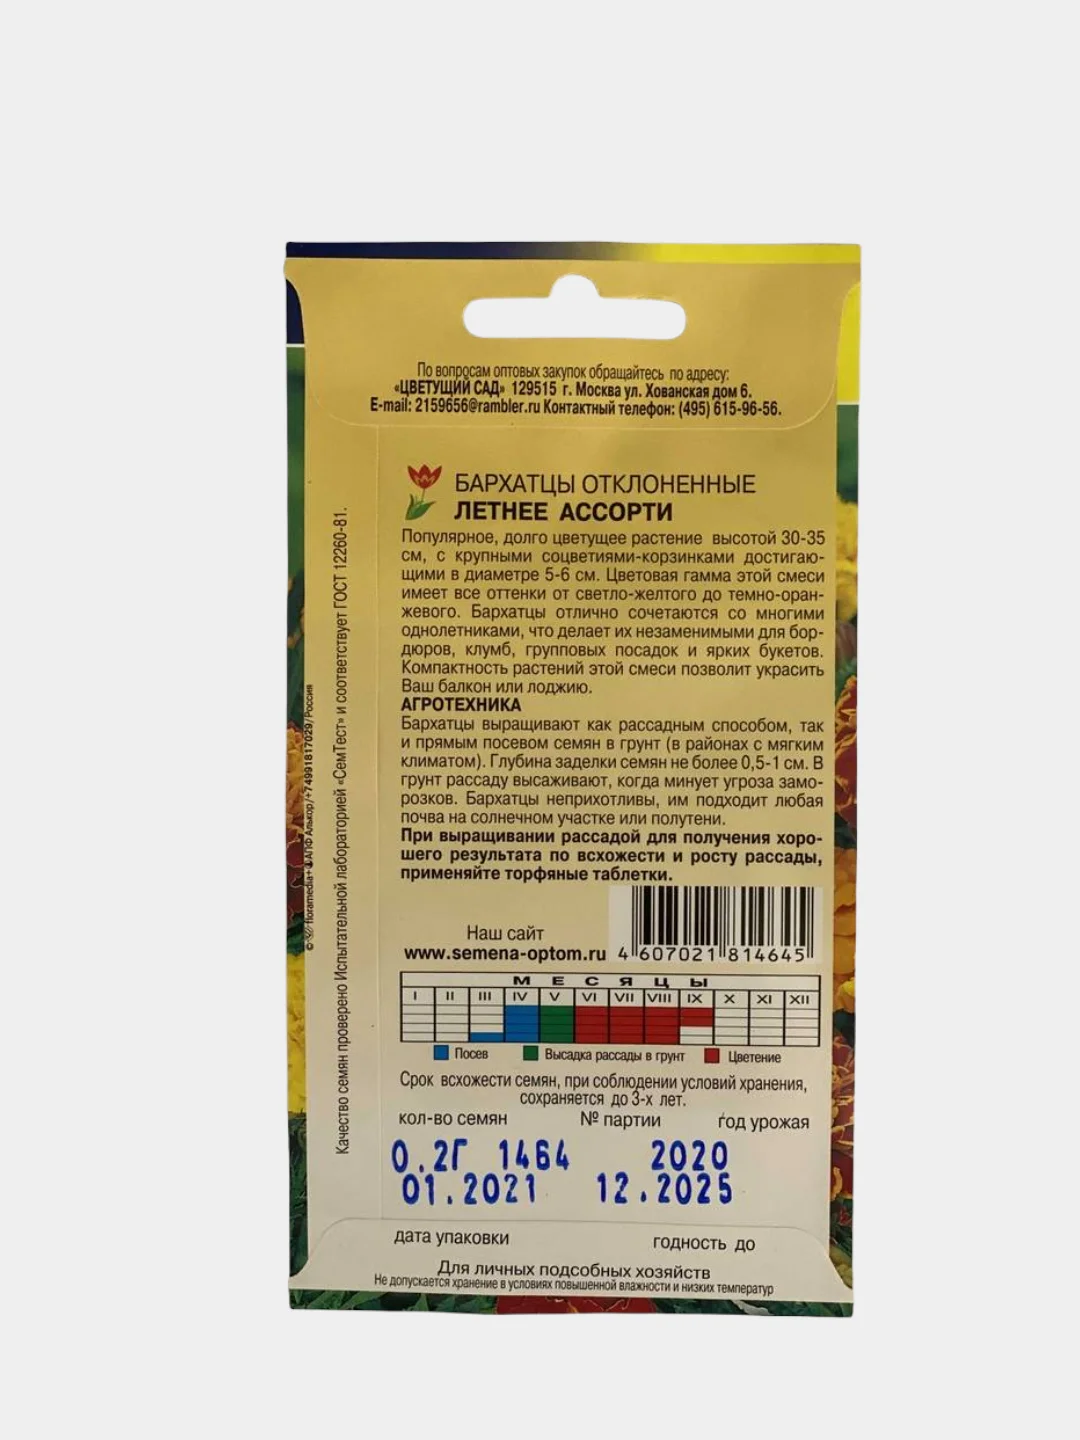 По вопросам оптовых закупок обращайтесь по адресу:
«ЦВЕТУЩИЙ САД» 129515 г. Москва ул. Хованская дом 6.
E-mail: 2159656@rambler.ru Контактный телефон: (495) 615-96-56.
БАРХАТЦЫ ОТКЛОНЕННЫЕ
ЛЕТНЕЕ АССОРТИ
Популярное, долго цветущее растение высотой 30-35
см, с крупными соцветиями-корзинками достигаю-
щими в диаметре 5-6 см. Цветовая гамма этой смеси
имеет все оттенки от светло-желтого до темно-оран-
жевого. Бархатцы отлично сочетаются со многими
однолетниками, что делает их незаменимыми для бор-
дюров, клумб, групповых посадок и ярких букетов.
Компактность растений этой смеси позволит украсить
Ваш балкон или лоджию.
АГРОТЕХНИКА
Бархатцы выращивают как рассадным способом, так
и прямым посевом семян в грунт (в районах с мягким
климатом). Глубина заделки семян не более 0,5-1 см. В
грунт рассаду высаживают, когда минует угроза замо-
розков. Бархатцы неприхотливы, им подходит любая
почва на солнечном участке или полутени.
При выращивании рассадой для получения хоро-
шего результата по всхожести и росту рассады,
применяйте торфяные таблетки.
Наш сайт
www.semena-optom.ru
4 607021 814645
МЕСЯЦЫ
I II III IV V VI VII VIII IX X XI XII
Посев Высадка рассады в грунт Цветение
Срок всхожести семян, при соблюдении условий хранения,
сохраняется до 3-х лет.
кол-во семян № партии год урожая
0.2Г 1464 2020
01.2021 12.2025
дата упаковки годность до
Для личных подсобных хозяйств
Не допускается хранение в условиях повышенной влажности и низких температур
Качество семян проверено Испытательной лабораторией «СемТест» и соответствует ГОСТ 12260-81.
© floramedia+ АПФ Алькор/+74991817029/Россия